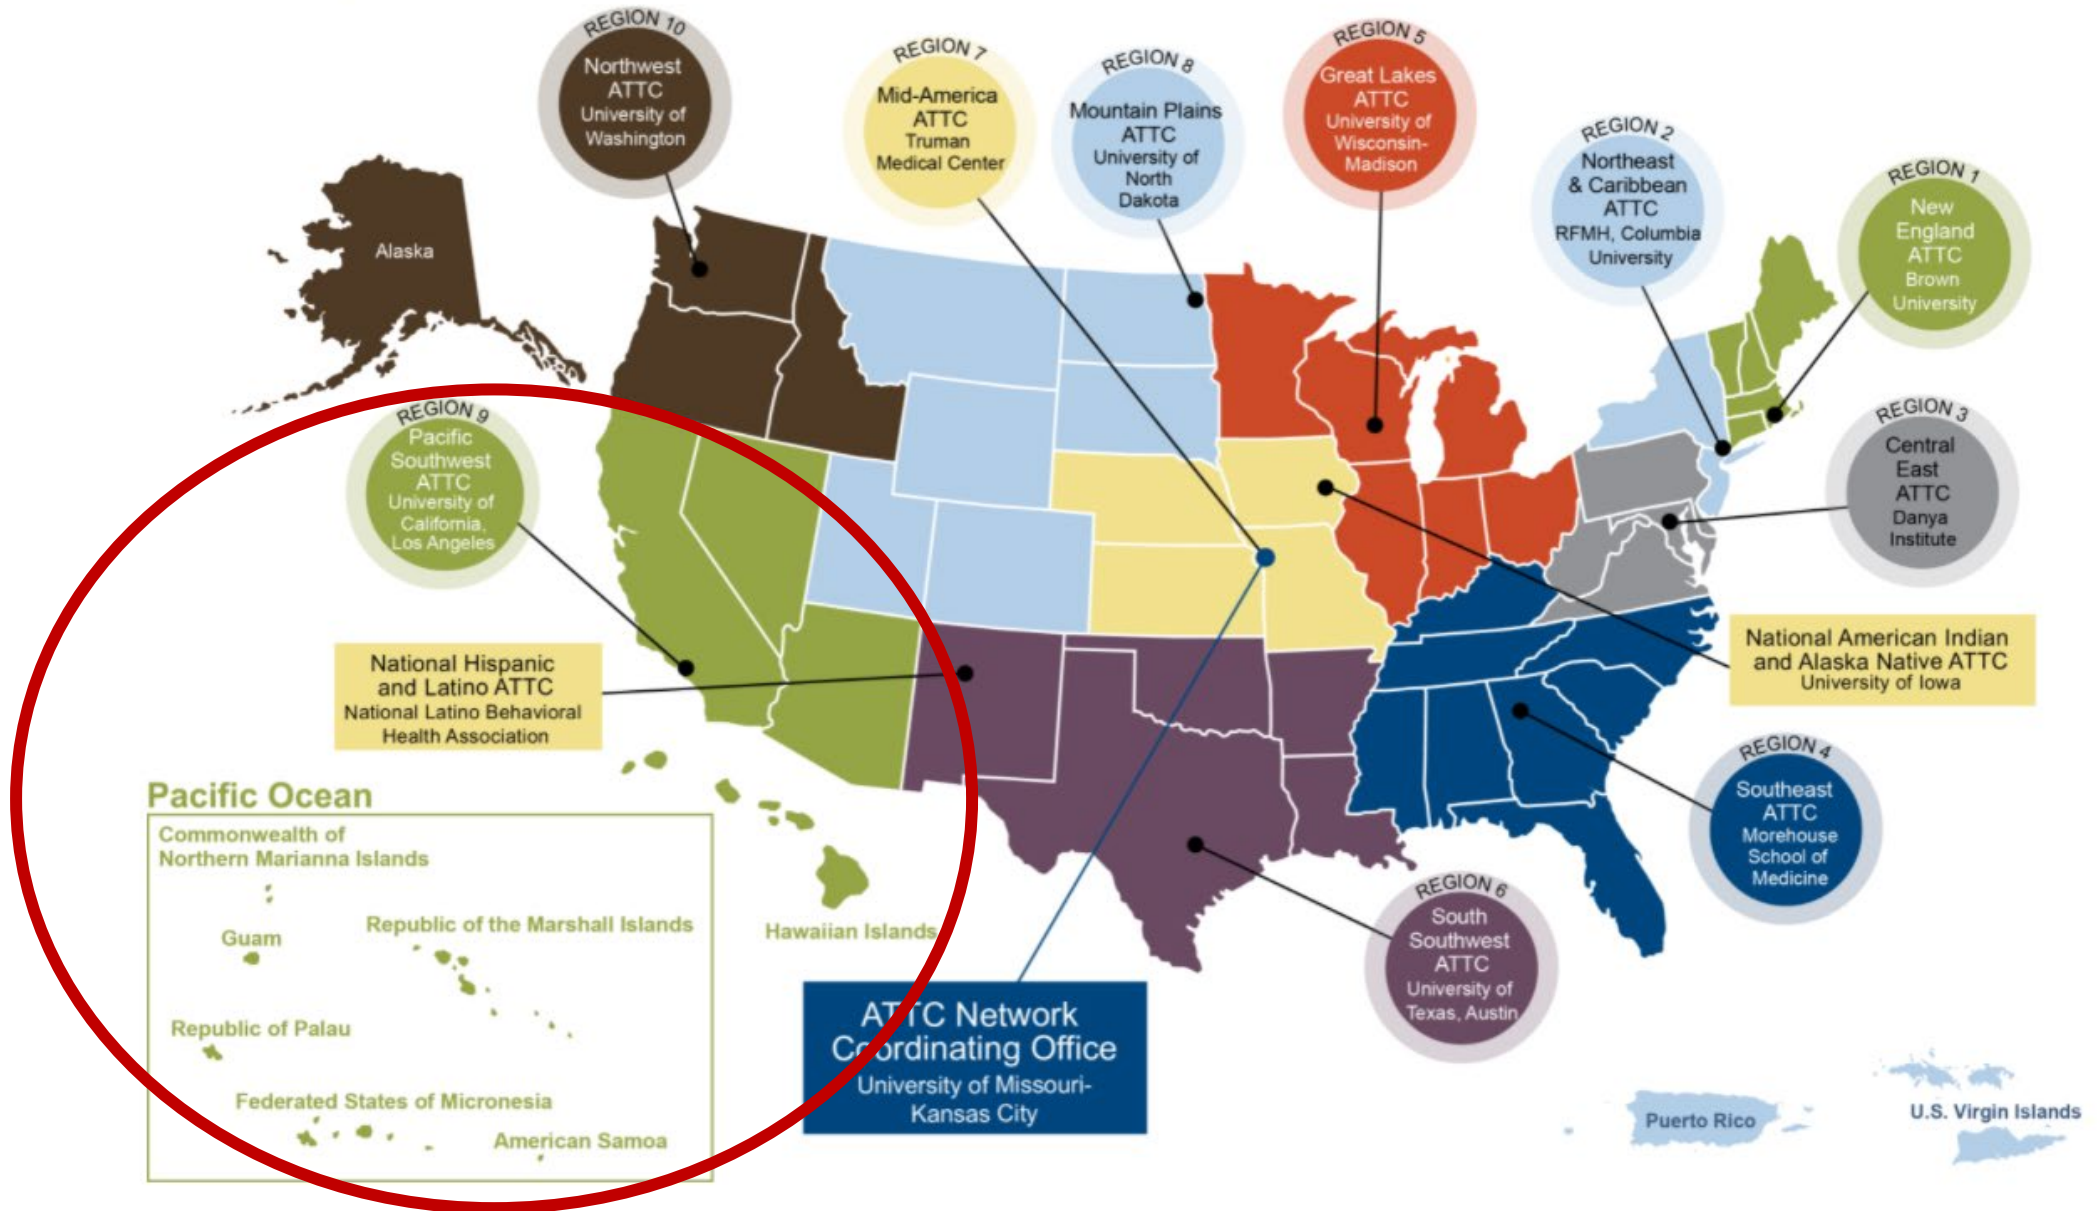 REGION 10
Northwest
ATTC
University of
Washington
REGION 7
Mid-America
ATTC
Truman
Medical Center
REGION 8
Mountain Plains
ATTC
University of
North
Dakota
REGION 5
Great Lakes
ATTC
University of
Wisconsin-
Madison
REGION 2
Northeast
& Caribbean
ATTC
RFMH, Columbia
University
REGION 1
New
England
ATTC
Brown
University
Alaska
REGION 9
Pacific
Southwest
ATTC
University of
California,
Los Angeles
REGION 3
Central
East
ATTC
Danya
Institute
National Hispanic
and Latino ATTC
National Latino Behavioral
Health Association
National American Indian
and Alaska Native ATTC
University of Iowa
REGION 4
Southeast
ATTC
Morehouse
School of
Medicine
Pacific Ocean
Commonwealth of
Northern Marianna Islands
Guam
Republic of the Marshall Islands
Republic of Palau
Federated States of Micronesia
American Samoa
Hawaiian Islands
REGION 6
South
Southwest
ATTC
University of
Texas, Austin
ATTC Network
Coordinating Office
University of Missouri-
Kansas City
Puerto Rico
U.S. Virgin Islands